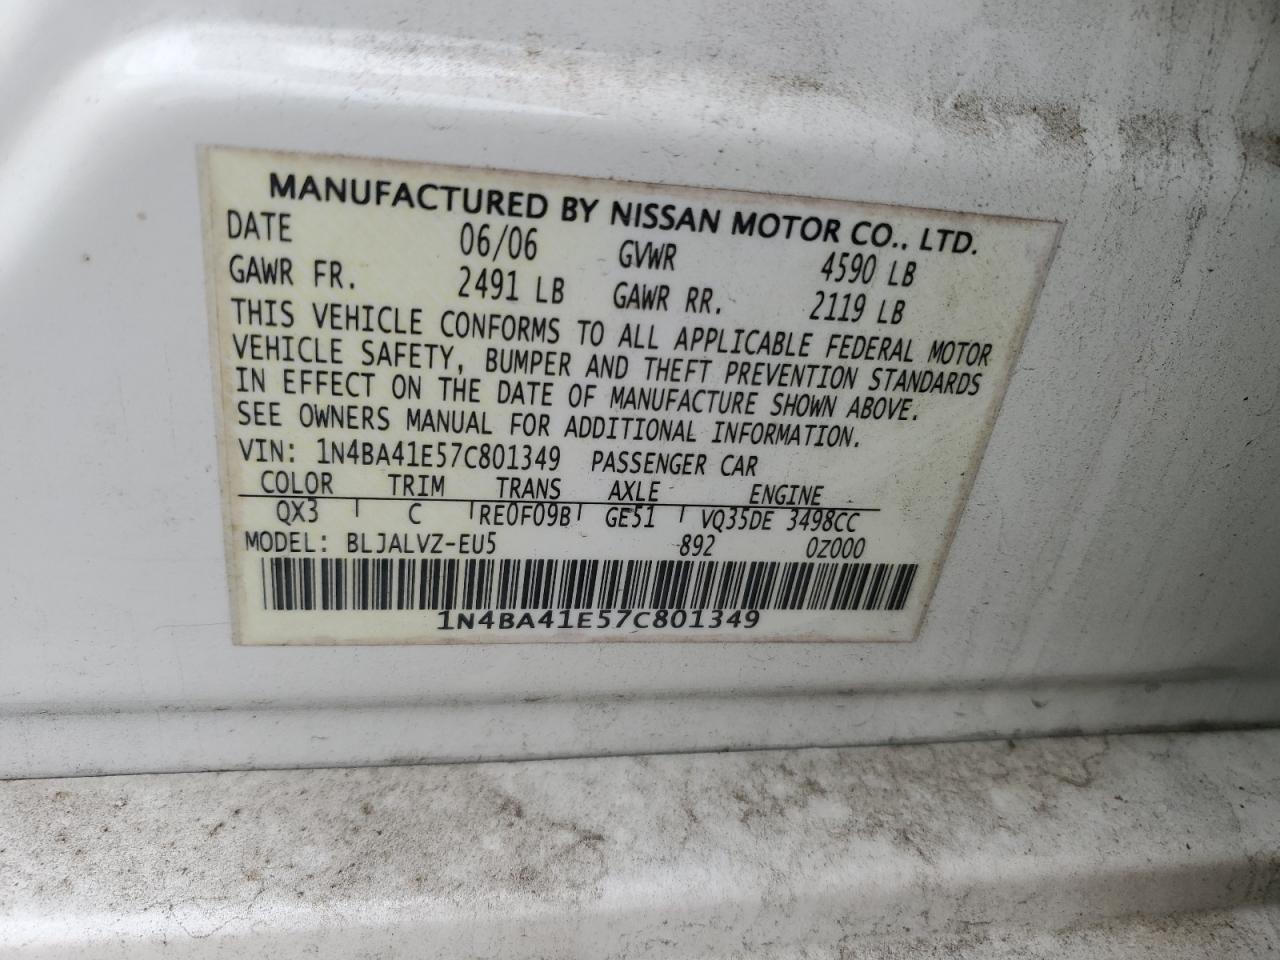 MANUFACTURED BY NISSAN MOTOR CO., LTD.
DATE 06/06 GVWR 4590 LB
GAWR FR. 2491 LB GAWR RR. 2119 LB
THIS VEHICLE CONFORMS TO ALL APPLICABLE FEDERAL MOTOR
VEHICLE SAFETY, BUMPER AND THEFT PREVENTION STANDARDS
IN EFFECT ON THE DATE OF MANUFACTURE SHOWN ABOVE.
SEE OWNERS MANUAL FOR ADDITIONAL INFORMATION.
VIN: 1N4BA41E57C801349 PASSENGER CAR
COLOR TRIM TRANS AXLE ENGINE
QX3 C RE0F09B GE51 VQ35DE 3498CC
MODEL: BLJALVZ-EU5 892 0Z000
1N4BA41E57C801349